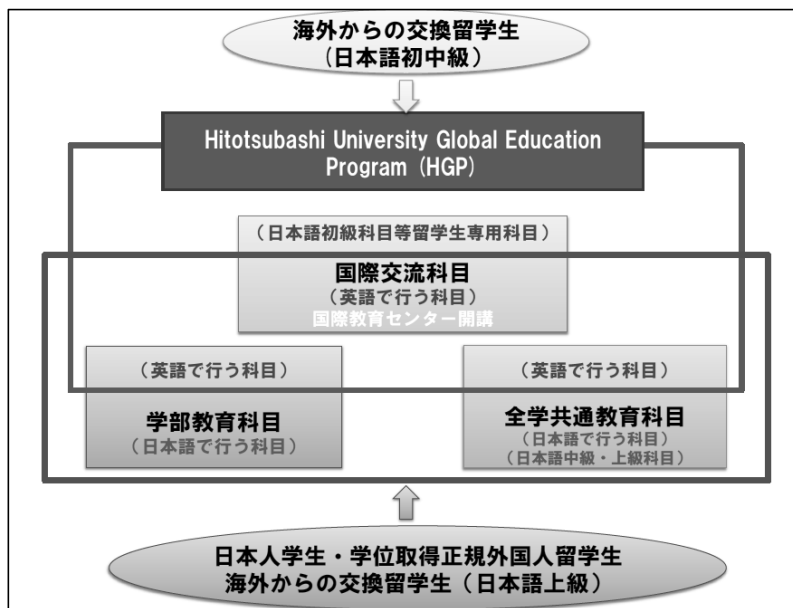 海外からの交換留学生
(日本語初中級)
Hitotsubashi University Global Education
Program (HGP)
(日本語初級科目等留学生専用科目)
国際交流科目
(英語で行う科目)
国際教育センター開講
(英語で行う科目)
学部教育科目
(日本語で行う科目)
(英語で行う科目)
全学共通教育科目
(日本語で行う科目)
(日本語中級・上級科目)
日本人学生・学位取得正規外国人留学生
海外からの交換留学生(日本語上級)